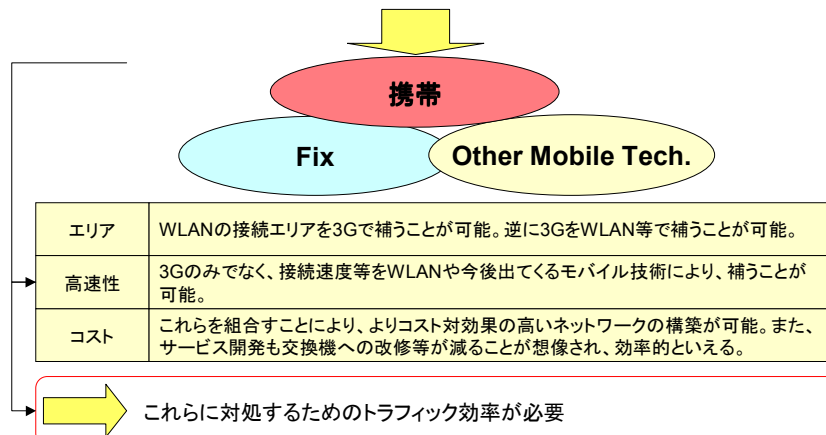 携帯
Fix
Other Mobile Tech.
エリア
WLANの接続エリアを3Gで補うことが可能。逆に3GをWLAN等で補うことが可能。
高速性
3Gのみでなく、接続速度等をWLANや今後出てくるモバイル技術により、補うことが
可能。
コスト
これらを組合すことにより、よりコスト対効果の高いネットワークの構築が可能。また、
サービス開発も交換機への改修等が減ることが想像され、効率的といえる。
これらに対処するためのトラフィック効率が必要